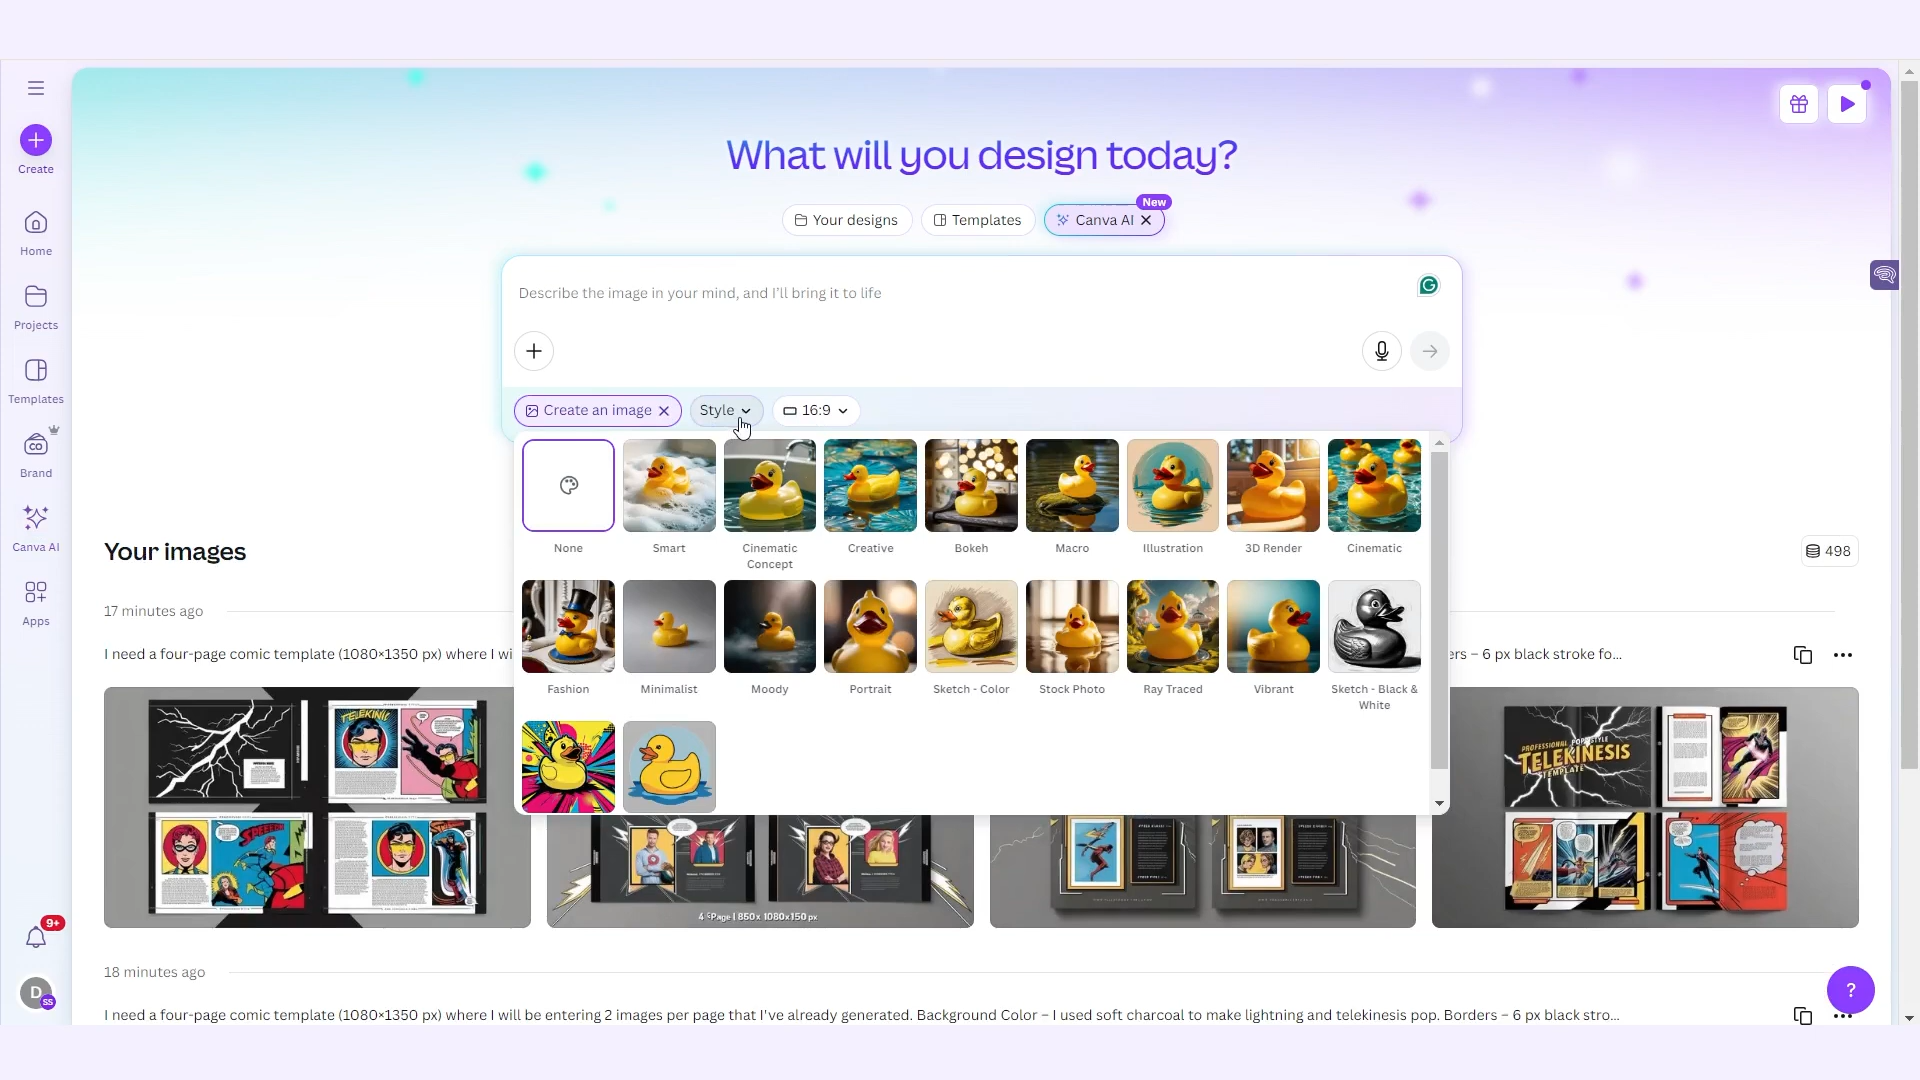 What will you design today?
Your designs
Templates
Canva AI
New
Create
Home
Projects
Templates
Brand
Canva AI
Apps
9+
D
SS
Describe the image in your mind, and I'll bring it to life
Create an image
Style
16:9
None
Smart
Cinematic
Concept
Creative
Bokeh
Macro
Illustration
3D Render
Cinematic
Fashion
Minimalist
Moody
Portrait
Sketch - Color
Stock Photo
Ray Traced
Vibrant
Sketch - Black &
White
Your images
498
17 minutes ago
I need a four-page comic template (1080×1350 px) where I wi
ers – 6 px black stroke fo...
PROFESSIONAL POP STYLE
TELEKINESIS
TEMPLATE
18 minutes ago
I need a four-page comic template (1080×1350 px) where I will be entering 2 images per page that I've already generated. Background Color – I used soft charcoal to make lightning and telekinesis pop. Borders – 6 px black stro...
?